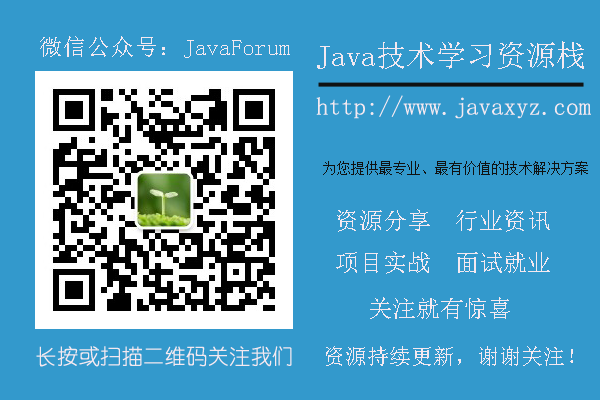 微信公众号：JavaForum
长按或扫描二维码关注我们
Java技术学习资源栈
http://www.javaxyz.com
为您提供最专业、最有价值的技术解决方案
资源分享 行业资讯
项目实战 面试就业
关注就有惊喜
资源持续更新，谢谢关注！